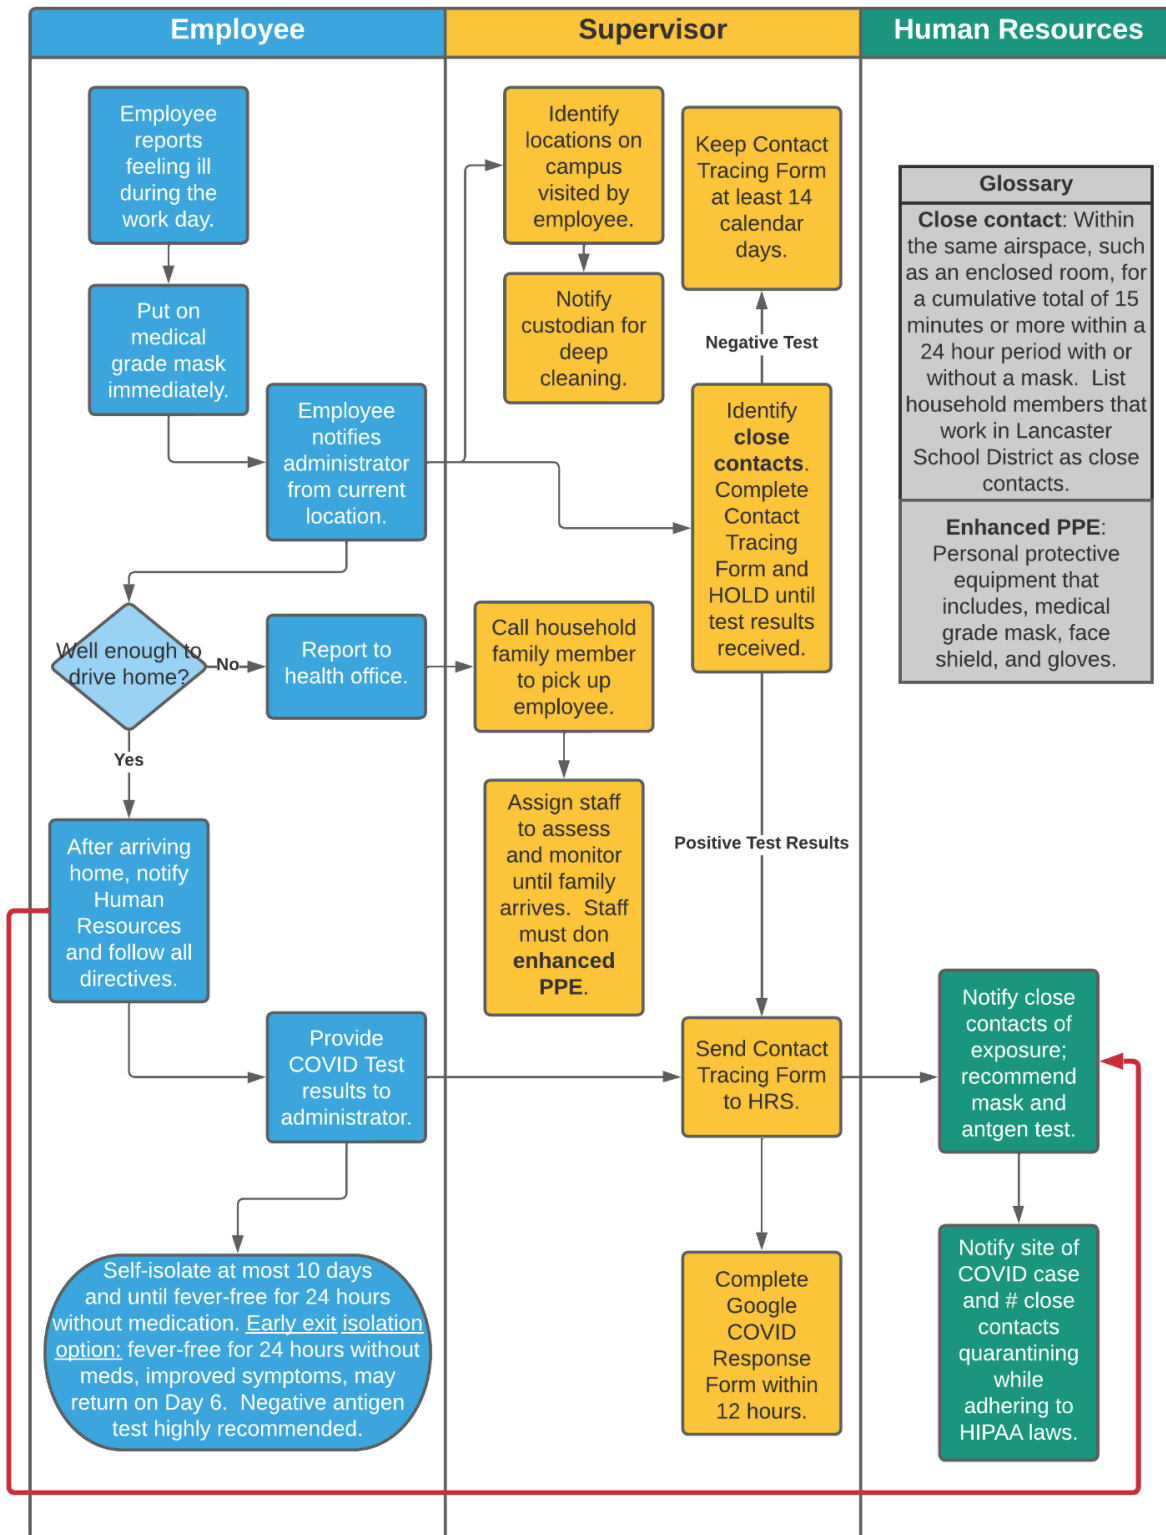 Employee
Supervisor
Human Resources
Employee
reports
feeling ill
during the
work day.
Put on
medical
grade mask
immediately.
Employee
notifies
administrator
from current
location.
Well enough to
drive home?
No
Report to
health office.
Yes
After arriving
home, notify
Human
Resources
and follow all
directives.
Provide
COVID Test
results to
administrator.
Self-isolate at most 10 days
and until fever-free for 24 hours
without medication. Early exit isolation
option: fever-free for 24 hours without
meds, improved symptoms, may
return on Day 6.  Negative antigen
test highly recommended.
Identify
locations on
campus
visited by
employee.
Notify
custodian for
deep
cleaning.
Keep Contact
Tracing Form
at least 14
calendar
days.
Negative Test
Identify
close
contacts.
Complete
Contact
Tracing
Form and
HOLD until
test results
received.
Call household
family member
to pick up
employee.
Assign staff
to assess
and monitor
until family
arrives.  Staff
must don
enhanced
PPE.
Positive Test Results
Send Contact
Tracing Form
to HRS.
Complete
Google
COVID
Response
Form within
12 hours.
Glossary
Close contact: Within
the same airspace, such
as an enclosed room, for
a cumulative total of 15
minutes or more within a
24 hour period with or
without a mask.  List
household members that
work in Lancaster
School District as close
contacts.
Enhanced PPE:
Personal protective
equipment that
includes, medical
grade mask, face
shield, and gloves.
Notify close
contacts of
exposure;
recommend
mask and
antgen test.
Notify site of
COVID case
and # close
contacts
quarantining
while
adhering to
HIPAA laws.